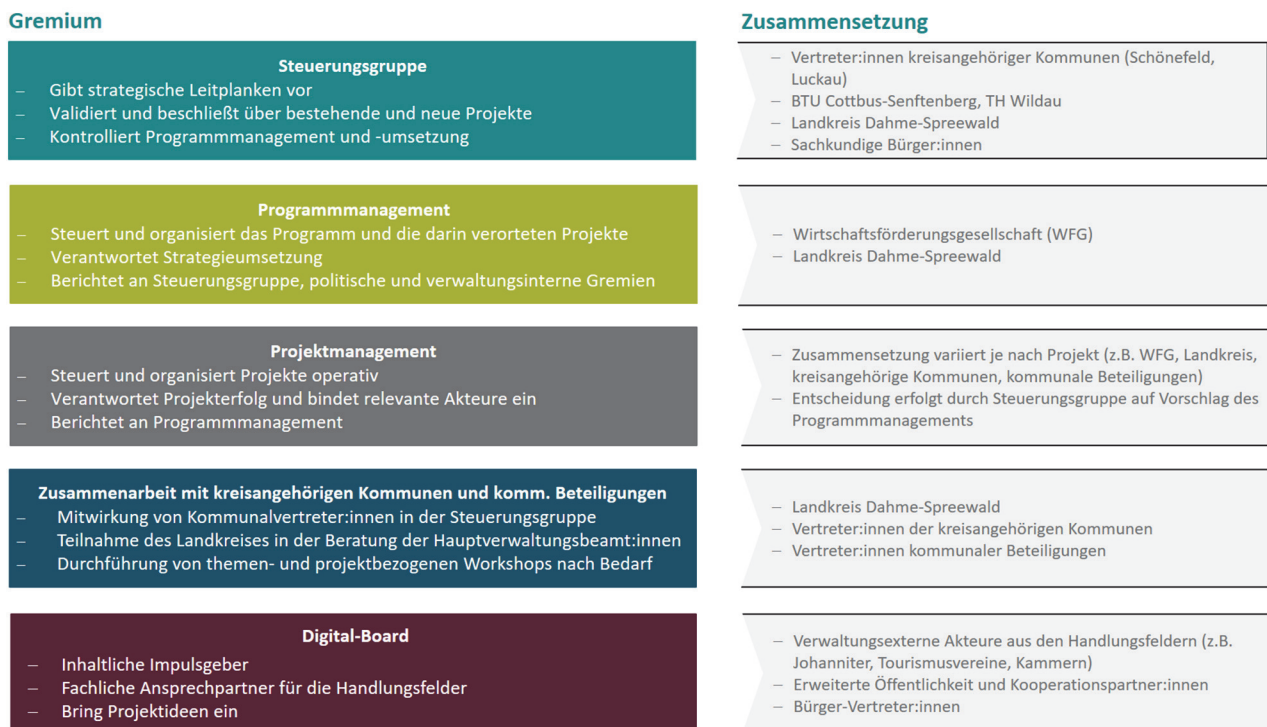 Gremium
Zusammensetzung
Steuerungsgruppe
– Gibt strategische Leitplanken vor
– Validiert und beschließt über bestehende und neue Projekte
– Kontrolliert Programmmanagement und -umsetzung
– Vertreter:innen kreisangehöriger Kommunen (Schönefeld,
Luckau)
– BTU Cottbus-Senftenberg, TH Wildau
– Landkreis Dahme-Spreewald
– Sachkundige Bürger:innen
Programmmanagement
– Steuert und organisiert das Programm und die darin verorteten Projekte
– Verantwortet Strategieumsetzung
– Berichtet an Steuerungsgruppe, politische und verwaltungsinterne Gremien
– Wirtschaftsförderungsgesellschaft (WFG)
– Landkreis Dahme-Spreewald
Projektmanagement
– Steuert und organisiert Projekte operativ
– Verantwortet Projekterfolg und bindet relevante Akteure ein
– Berichtet an Programmmanagement
– Zusammensetzung variiert je nach Projekt (z.B. WFG, Landkreis,
kreisangehörige Kommunen, kommunale Beteiligungen)
– Entscheidung erfolgt durch Steuerungsgruppe auf Vorschlag des
Programmmanagements
Zusammenarbeit mit kreisangehörigen Kommunen und komm. Beteiligungen
– Mitwirkung von Kommunalvertreter:innen in der Steuerungsgruppe
– Teilnahme des Landkreises in der Beratung der Hauptverwaltungsbeamt:innen
– Durchführung von themen- und projektbezogenen Workshops nach Bedarf
– Landkreis Dahme-Spreewald
– Vertreter:innen der kreisangehörigen Kommunen
– Vertreter:innen kommunaler Beteiligungen
Digital-Board
– Inhaltliche Impulsgeber
– Fachliche Ansprechpartner für die Handlungsfelder
– Bring Projektideen ein
– Verwaltungsexterne Akteure aus den Handlungsfeldern (z.B.
Johanniter, Tourismusvereine, Kammern)
– Erweiterte Öffentlichkeit und Kooperationspartner:innen
– Bürger-Vertreter:innen